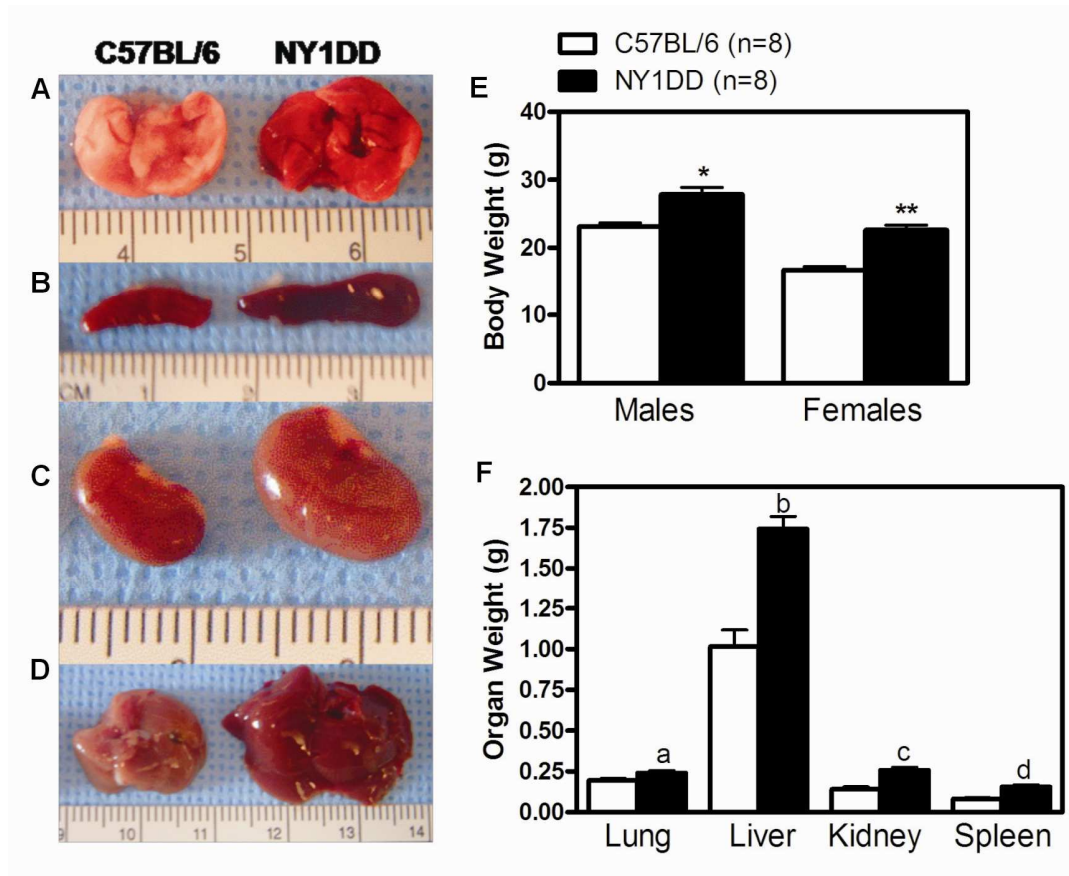 C57BL/6 NY1DD
A
4 5 6
B
CM 1 2 3
C
D
9 10 11 12 13 14
C57BL/6 (n=8)
NY1DD (n=8)
E
Body Weight (g)
40
30
20
10
0
*
**
Males Females
F
Organ Weight (g)
2.00
1.75
1.50
1.25
1.00
0.75
0.50
0.25
0.00
a
b
c
d
Lung Liver Kidney Spleen